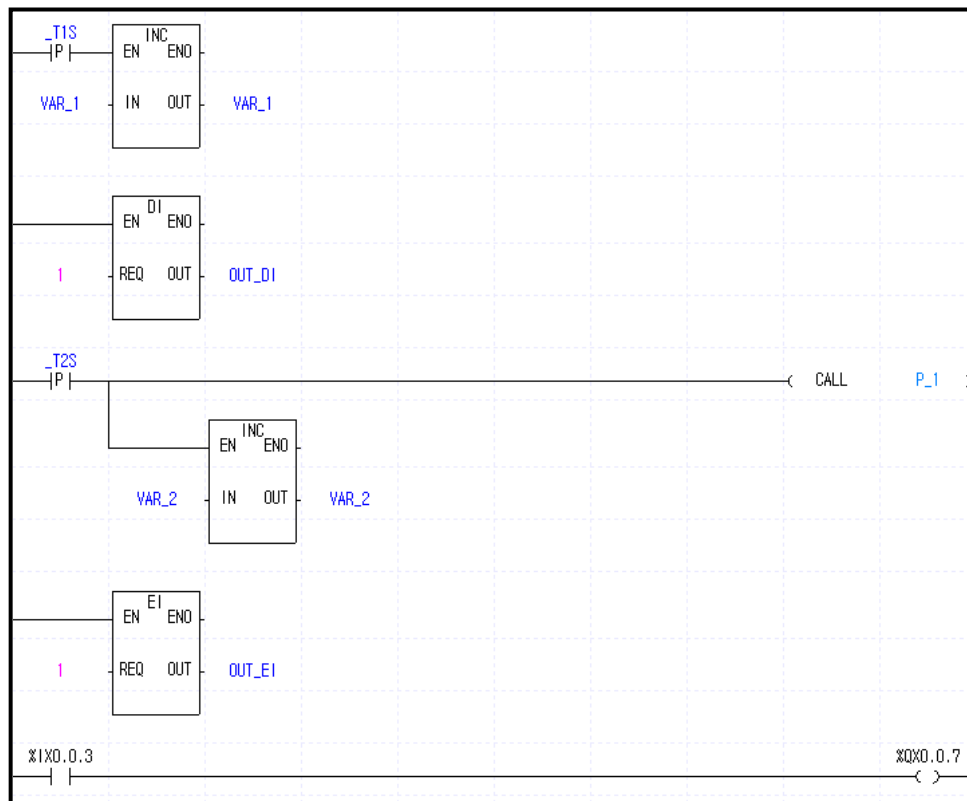 _T1S
P
INC
EN ENO
VAR_1 IN OUT VAR_1
DI
EN ENO
1 REQ OUT OUT_DI
_T2S
P
CALL P_1
INC
EN ENO
VAR_2 IN OUT VAR_2
EI
EN ENO
1 REQ OUT OUT_EI
%IX0.0.3 %QX0.0.7